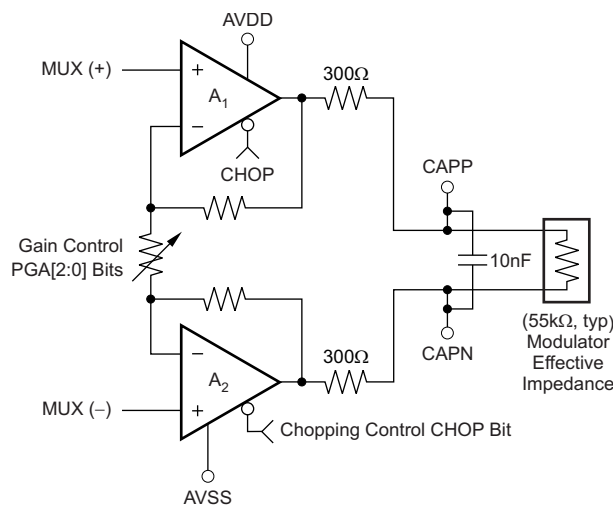 AVDD
MUX (+)
+
A1
−
CHOP
300Ω
CAPP
Gain Control
PGA[2:0] Bits
10nF
(55kΩ, typ)
Modulator
Effective
Impedance
−
A2
+
300Ω
CAPN
MUX (−)
Chopping Control CHOP Bit
AVSS